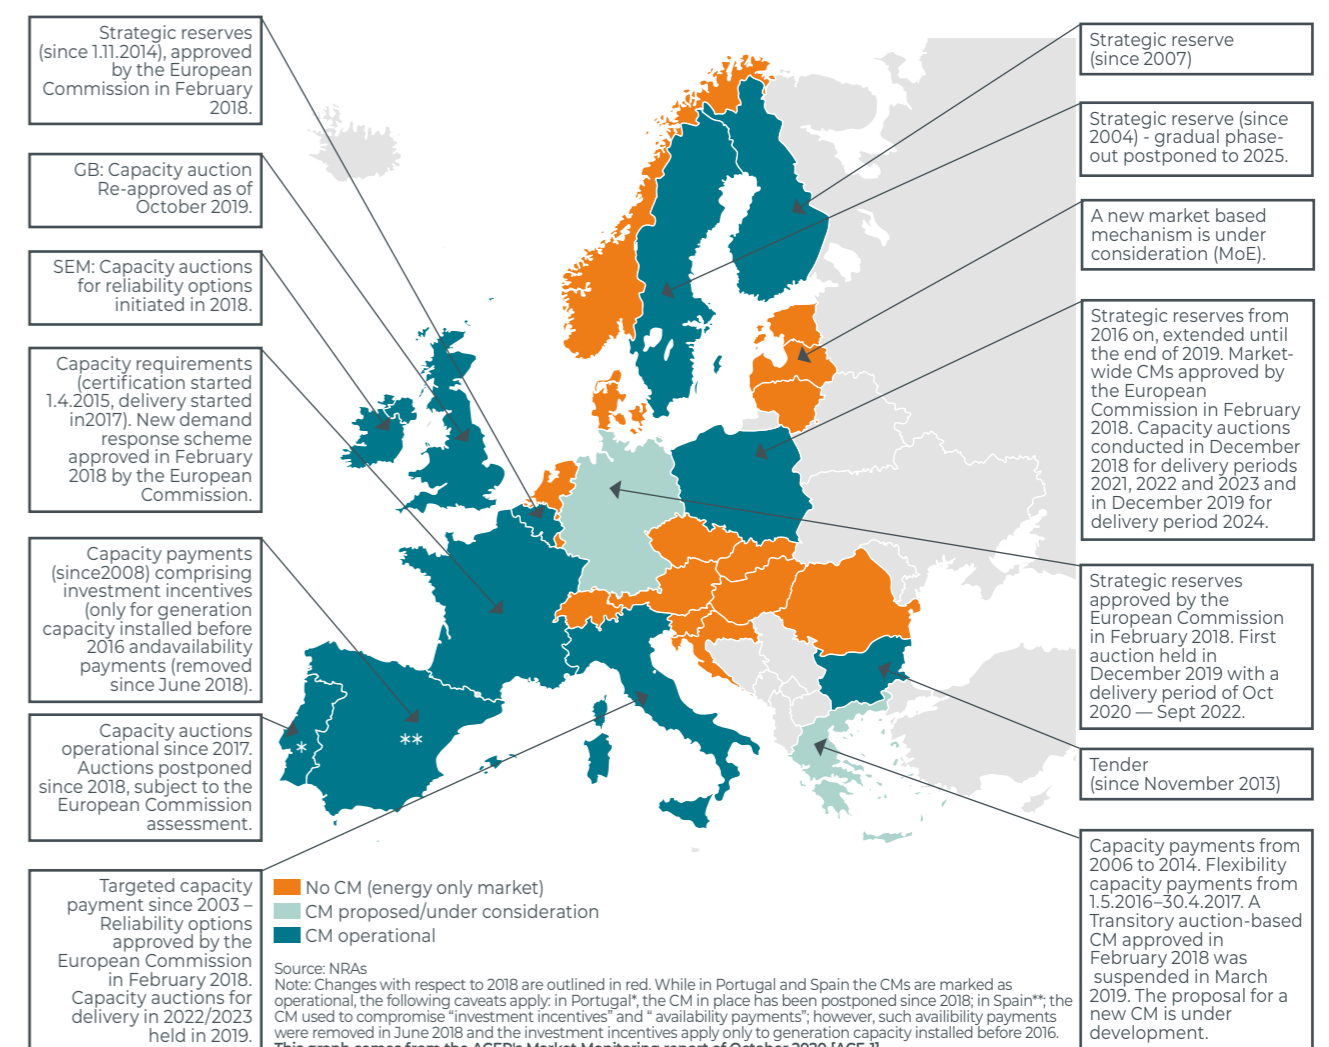 Strategic reserves
(since 1.11.2014), approved
by the European
Commission in February
2018.
GB: Capacity auction
Re-approved as of
October 2019.
SEM: Capacity auctions
for reliability options
initiated in 2018.
Capacity requirements
(certification started
1.4.2015, delivery started
in2017). New demand
response scheme
approved in February
2018 by the European
Commission.
Capacity payments
(since2008) comprising
investment incentives
(only for generation
capacity installed before
2016 andavailability
payments (removed
since June 2018).
Capacity auctions
operational since 2017.
Auctions postponed
since 2018, subject to the
European Commission
assessment.
Targeted capacity
payment since 2003 –
Reliability options
approved by the
European Commission
in February 2018.
Capacity auctions for
delivery in 2022/2023
held in 2019.
*
**
Strategic reserve
(since 2007)
Strategic reserve (since
2004) - gradual phase-
out postponed to 2025.
A new market based
mechanism is under
consideration (MoE).
Strategic reserves from
2016 on, extended until
the end of 2019. Market-
wide CMs approved by
the European
Commission in February
2018. Capacity auctions
conducted in December
2018 for delivery periods
2021, 2022 and 2023 and
in December 2019 for
delivery period 2024.
Strategic reserves
approved by the
European Commission
in February 2018. First
auction held in
December 2019 with a
delivery period of Oct
2020 — Sept 2022.
Tender
(since November 2013)
Capacity payments from
2006 to 2014. Flexibility
capacity payments from
1.5.2016–30.4.2017. A
Transitory auction-based
CM approved in
February 2018 was
suspended in March
2019. The proposal for a
new CM is under
development.
No CM (energy only market)
CM proposed/under consideration
CM operational
Source: NRAs
Note: Changes with respect to 2018 are outlined in red. While in Portugal and Spain the CMs are marked as
operational, the following caveats apply: in Portugal*, the CM in place has been postponed since 2018; in Spain**; the
CM used to compromise “investment incentives” and “ availability payments”; however, such availibility payments
were removed in June 2018 and the investment incentives apply only to generation capacity installed before 2016.
This graph comes from the ACER's Market Monitoring report of October 2020 [ACE-1]